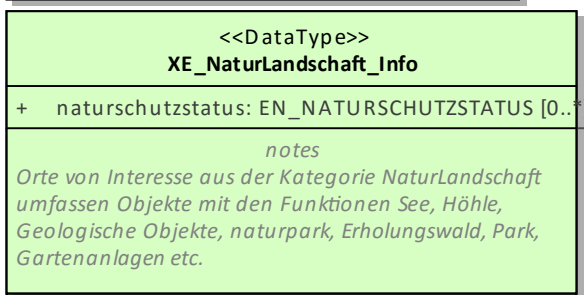 <<DataType>>
XE_NaturLandschaft_Info
+ naturschutzstatus: EN_NATURSCHUTZSTATUS [0..*
notes
Orte von Interesse aus der Kategorie NaturLandschaft
umfassen Objekte mit den Funktionen See, Höhle,
Geologische Objekte, naturpark, Erholungswald, Park,
Gartenanlagen etc.